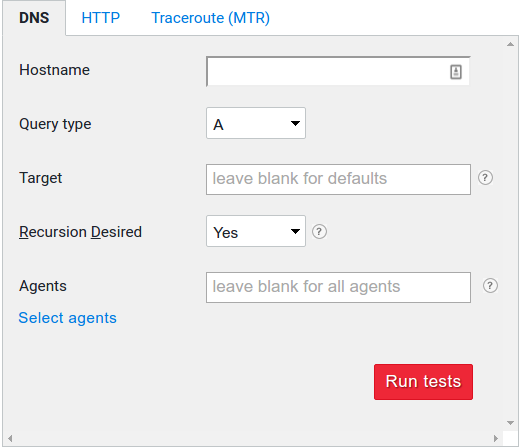 DNS HTTP Traceroute (MTR)
Hostname
Query type A
Target leave blank for defaults ?
Recursion Desired Yes ?
Agents leave blank for all agents ?
Select agents
Run tests